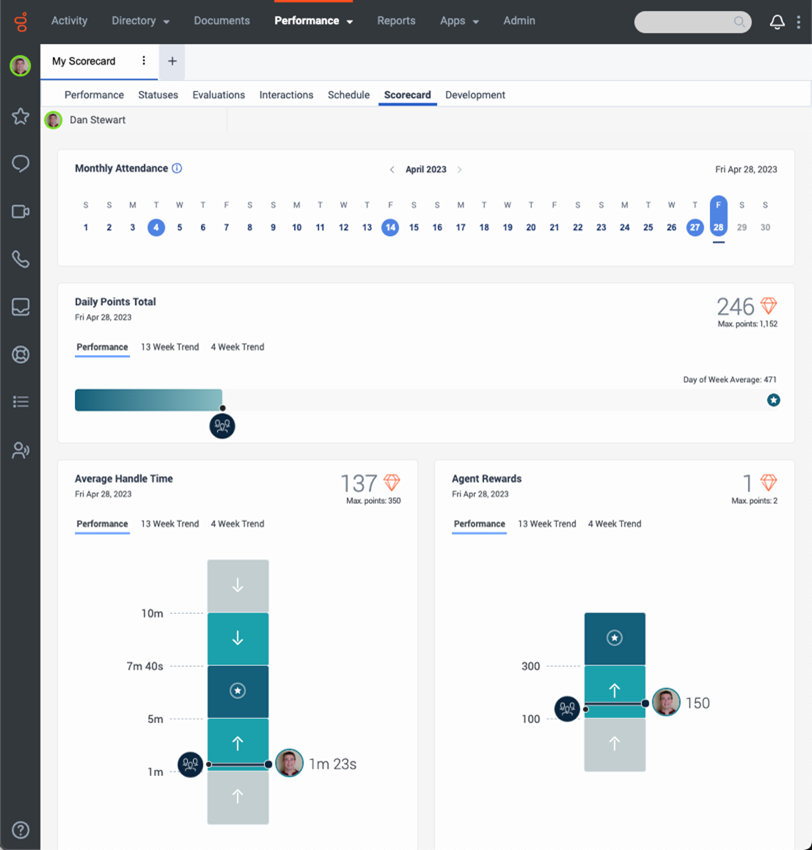 Activity Directory Documents Performance Reports Apps Admin
My Scorecard
Performance Statuses Evaluations Interactions Schedule Scorecard Development
Dan Stewart
Monthly Attendance April 2023 Fri Apr 28, 2023
S S M T W T F S S M T W T F S S M T W T F S S M T W T F S S
1 2 3 4 5 6 7 8 9 10 11 12 13 14 15 16 17 18 19 20 21 22 23 24 25 26 27 28 29 30
Daily Points Total 246
Fri Apr 28, 2023 Max. points: 1,152
Performance 13 Week Trend 4 Week Trend
Day of Week Average: 471
Average Handle Time 137
Fri Apr 28, 2023 Max. points: 350
Performance 13 Week Trend 4 Week Trend
10m
7m 40s
5m
1m
1m 23s
Agent Rewards 1
Fri Apr 28, 2023 Max. points: 2
Performance 13 Week Trend 4 Week Trend
300
150
100